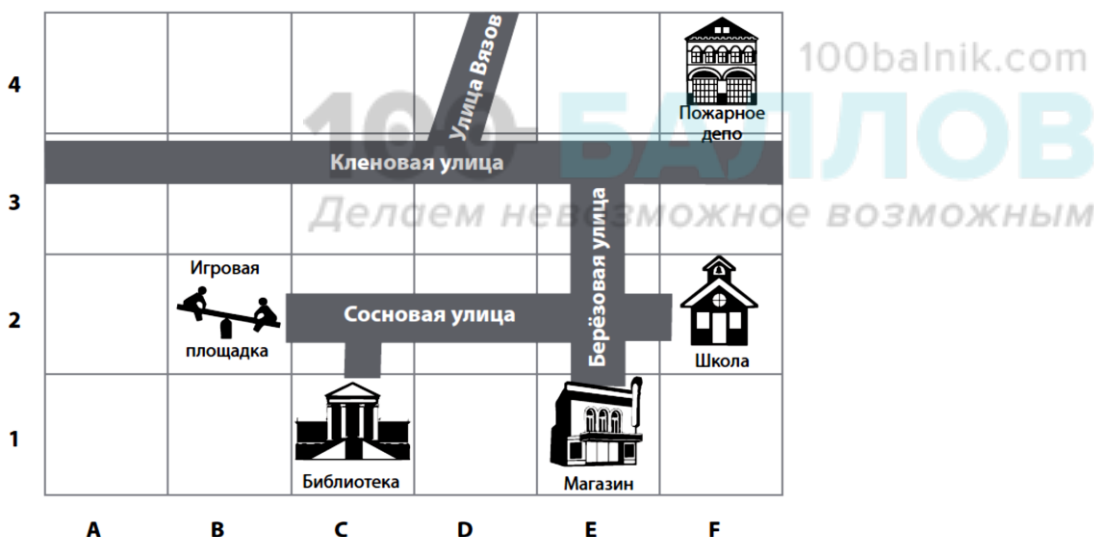 4
Улица Вязов
100balnik.com
Пожарное
депо
100 БАЛЛОВ
Кленовая улица
3
Делаем невозможное возможным
Берёзовая улица
Игровая
площадка
2
Сосновая улица
Школа
1
Библиотека
Магазин
A B C D E F